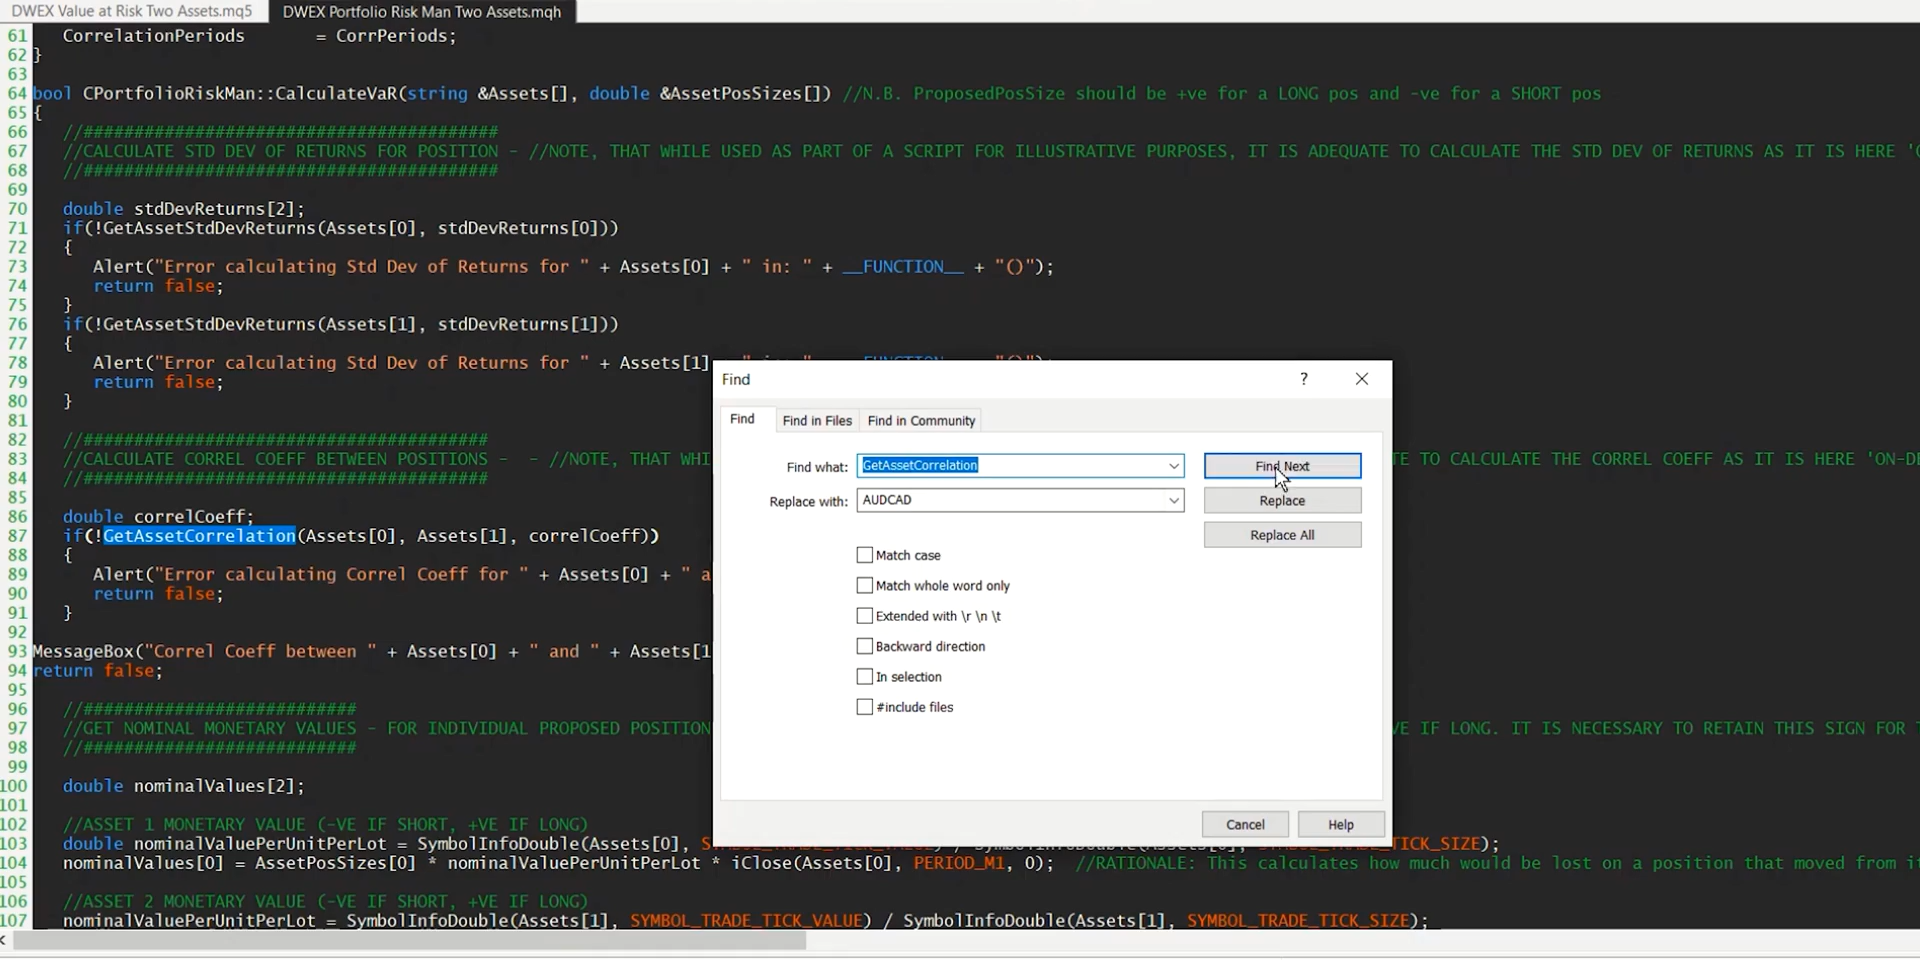 DWEX Value at Risk Two Assets.mq5 DWEX Portfolio Risk Man Two Assets.mqh
61 CorrelationPeriods = CorrPeriods;
62 }
63
64 bool CPortfolioRiskMan::CalculateVaR(string &Assets[], double &AssetPosSizes[]) //N.B. ProposedPosSize should be +ve for a LONG pos and -ve for a SHORT pos
65 {
66 //#########################################
67 //CALCULATE STD DEV OF RETURNS FOR POSITION - //NOTE, THAT WHILE USED AS PART OF A SCRIPT FOR ILLUSTRATIVE PURPOSES, IT IS ADEQUATE TO CALCULATE THE STD DEV OF RETURNS AS IT IS HERE 'O
68 //#########################################
69
70 double stdDevReturns[2];
71 if(!GetAssetStdDevReturns(Assets[0], stdDevReturns[0]))
72 {
73 Alert("Error calculating Std Dev of Returns for " + Assets[0] + " in: " + __FUNCTION__ + "()");
74 return false;
75 }
76 if(!GetAssetStdDevReturns(Assets[1], stdDevReturns[1]))
77 {
78 Alert("Error calculating Std Dev of Returns for " + Assets[1]
79 return false;
80 }
81
82 //########################################
83 //CALCULATE CORREL COEFF BETWEEN POSITIONS - - //NOTE, THAT WHI TE TO CALCULATE THE CORREL COEFF AS IT IS HERE 'ON-DE
84 //########################################
85
86 double correlCoeff;
87 if(!GetAssetCorrelation(Assets[0], Assets[1], correlCoeff))
88 {
89 Alert("Error calculating Correl Coeff for " + Assets[0] + " a
90 return false;
91 }
92
93 MessageBox("Correl Coeff between " + Assets[0] + " and " + Assets[1
94 return false;
95
96 //###########################
97 //GET NOMINAL MONETARY VALUES - FOR INDIVIDUAL PROPOSED POSITION VE IF LONG. IT IS NECESSARY TO RETAIN THIS SIGN FOR T
98 //###########################
99
100 double nominalValues[2];
101
102 //ASSET 1 MONETARY VALUE (-VE IF SHORT, +VE IF LONG)
103 double nominalValuePerUnitPerLot = SymbolInfoDouble(Assets[0], SYMBOL_TRADE_TICK_VALUE) / SymbolInfoDouble(Assets[0], SYMBOL_TRADE_TICK_SIZE);
104 nominalValues[0] = AssetPosSizes[0] * nominalValuePerUnitPerLot * iClose(Assets[0], PERIOD_M1, 0); //RATIONALE: This calculates how much would be lost on a position that moved from it
105
106 //ASSET 2 MONETARY VALUE (-VE IF SHORT, +VE IF LONG)
107 nominalValuePerUnitPerLot = SymbolInfoDouble(Assets[1], SYMBOL_TRADE_TICK_VALUE) / SymbolInfoDouble(Assets[1], SYMBOL_TRADE_TICK_SIZE);
Find ?
Find Find in Files Find in Community
Find what: GetAssetCorrelation Find Next
Replace with: AUDCAD Replace
Replace All
Match case
Match whole word only
Extended with \r \n \t
Backward direction
In selection
#include files
Cancel Help